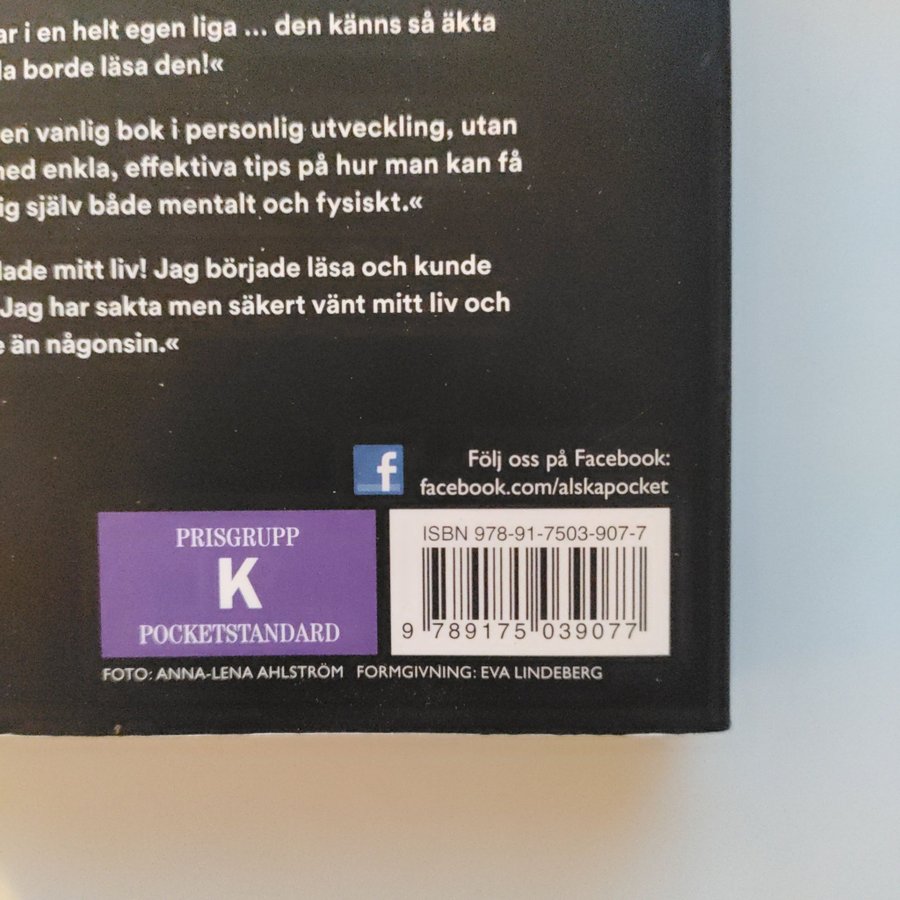 ar i en helt egen liga ... den känns så äkta
la borde läsa den!«
en vanlig bok i personlig utveckling, utan
ned enkla, effektiva tips på hur man kan få
ig själv både mentalt och fysiskt.«
lade mitt liv! Jag började läsa och kunde
Jag har sakta men säkert vänt mitt liv och
e än någonsin.«
f
Följ oss på Facebook:
facebook.com/alskapocket
PRISGRUPP
K
POCKETSTANDARD
ISBN 978-91-7503-907-7
9 789175 039077
FOTO: ANNA-LENA AHLSTRÖM FORMGIVNING: EVA LINDEBERG